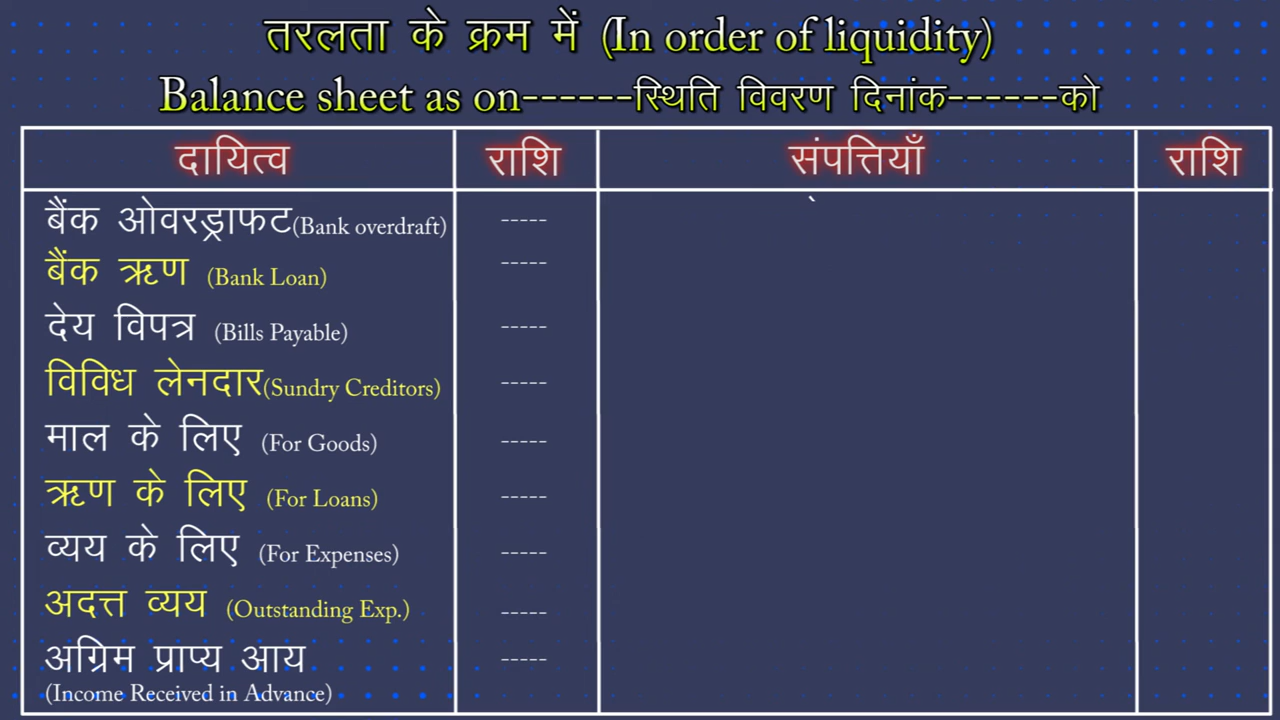 तरलता के क्रम में (In order of liquidity)
Balance sheet as on------स्थिति विवरण दिनांक------को
दायित्व राशि संपत्तियाँ राशि
बैंक ओवरड्राफट(Bank overdraft) -----
बैंक ऋण (Bank Loan) -----
देय विपत्र (Bills Payable) -----
विविध लेनदार(Sundry Creditors) -----
माल के लिए (For Goods) -----
ऋण के लिए (For Loans) -----
व्यय के लिए (For Expenses) -----
अदत्त व्यय (Outstanding Exp.) -----
अग्रिम प्राप्य आय -----
(Income Received in Advance)